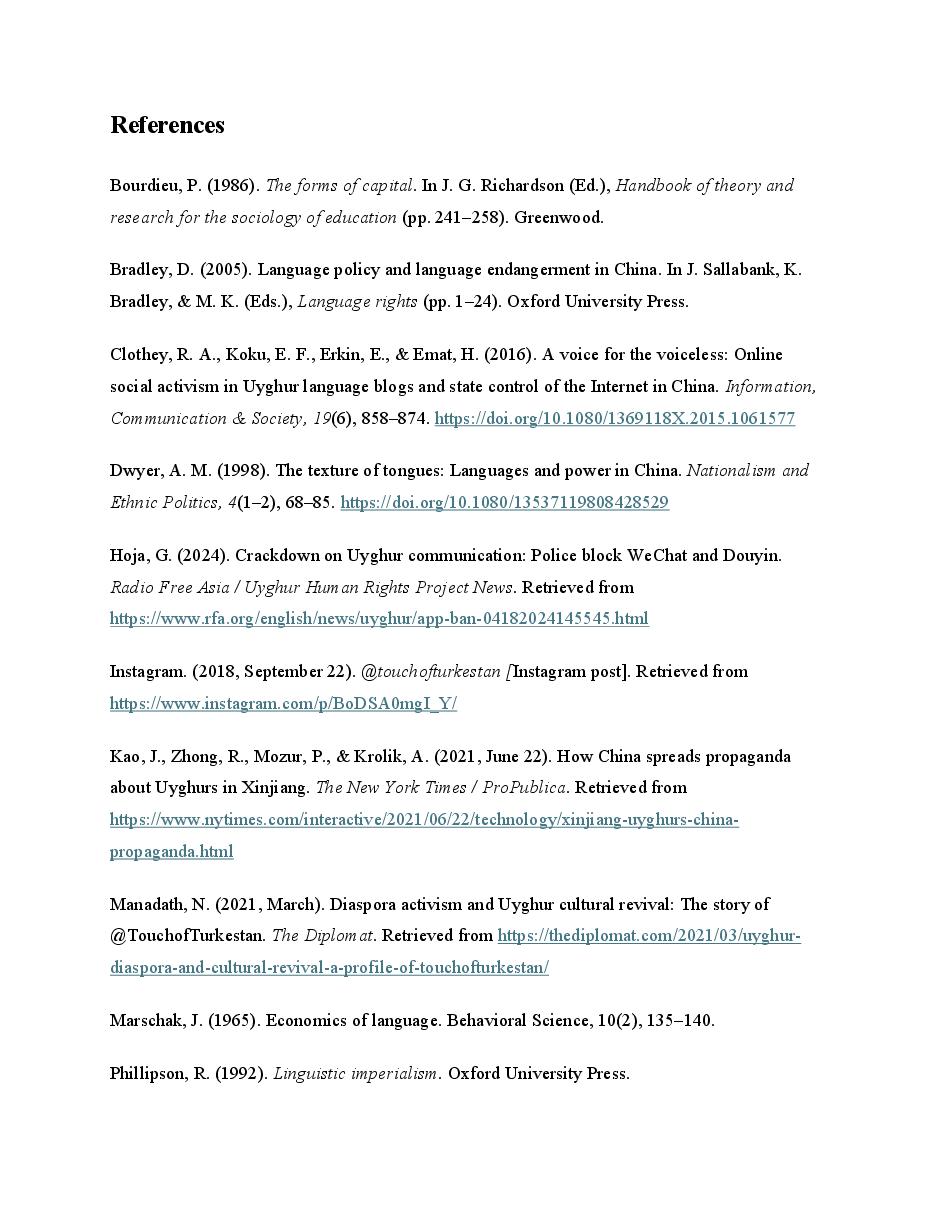 References
Bourdieu, P. (1986). The forms of capital. In J. G. Richardson (Ed.), Handbook of theory and
research for the sociology of education (pp. 241–258). Greenwood.
Bradley, D. (2005). Language policy and language endangerment in China. In J. Sallabank, K.
Bradley, & M. K. (Eds.), Language rights (pp. 1–24). Oxford University Press.
Clothey, R. A., Koku, E. F., Erkin, E., & Emat, H. (2016). A voice for the voiceless: Online
social activism in Uyghur language blogs and state control of the Internet in China. Information,
Communication & Society, 19(6), 858–874. https://doi.org/10.1080/1369118X.2015.1061577
Dwyer, A. M. (1998). The texture of tongues: Languages and power in China. Nationalism and
Ethnic Politics, 4(1–2), 68–85. https://doi.org/10.1080/13537119808428529
Hoja, G. (2024). Crackdown on Uyghur communication: Police block WeChat and Douyin.
Radio Free Asia / Uyghur Human Rights Project News. Retrieved from
https://www.rfa.org/english/news/uyghur/app-ban-04182024145545.html
Instagram. (2018, September 22). @touchofturkestan [Instagram post]. Retrieved from
https://www.instagram.com/p/BoDSA0mgI_Y/
Kao, J., Zhong, R., Mozur, P., & Krolik, A. (2021, June 22). How China spreads propaganda
about Uyghurs in Xinjiang. The New York Times / ProPublica. Retrieved from
https://www.nytimes.com/interactive/2021/06/22/technology/xinjiang-uyghurs-china-
propaganda.html
Manadath, N. (2021, March). Diaspora activism and Uyghur cultural revival: The story of
@TouchofTurkestan. The Diplomat. Retrieved from https://thediplomat.com/2021/03/uyghur-
diaspora-and-cultural-revival-a-profile-of-touchofturkestan/
Marschak, J. (1965). Economics of language. Behavioral Science, 10(2), 135–140.
Phillipson, R. (1992). Linguistic imperialism. Oxford University Press.